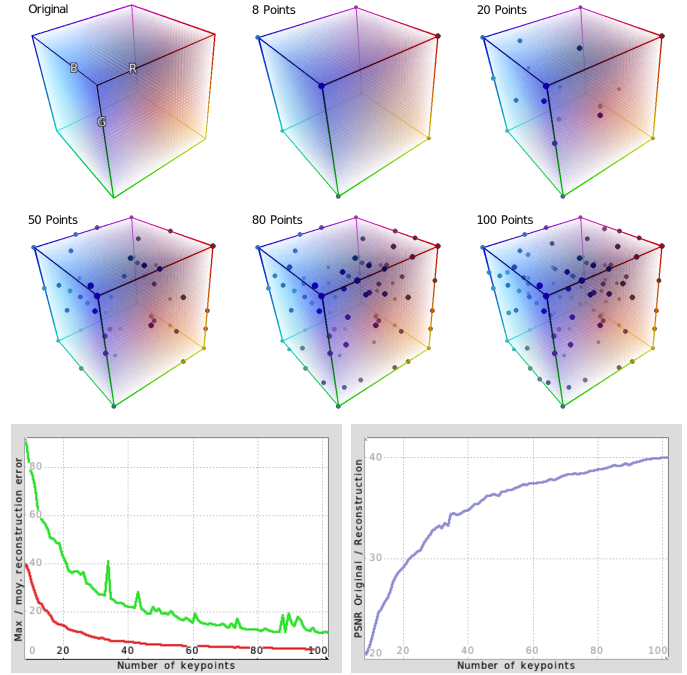 Original
8 Points
20 Points
B
R
G
50 Points
80 Points
100 Points
Max / moy. reconstruction error
80
60
40
20
0
20
40
60
80
100
Number of keypoints
PSNR Original / Reconstruction
40
30
20
20
40
60
80
100
Number of keypoints